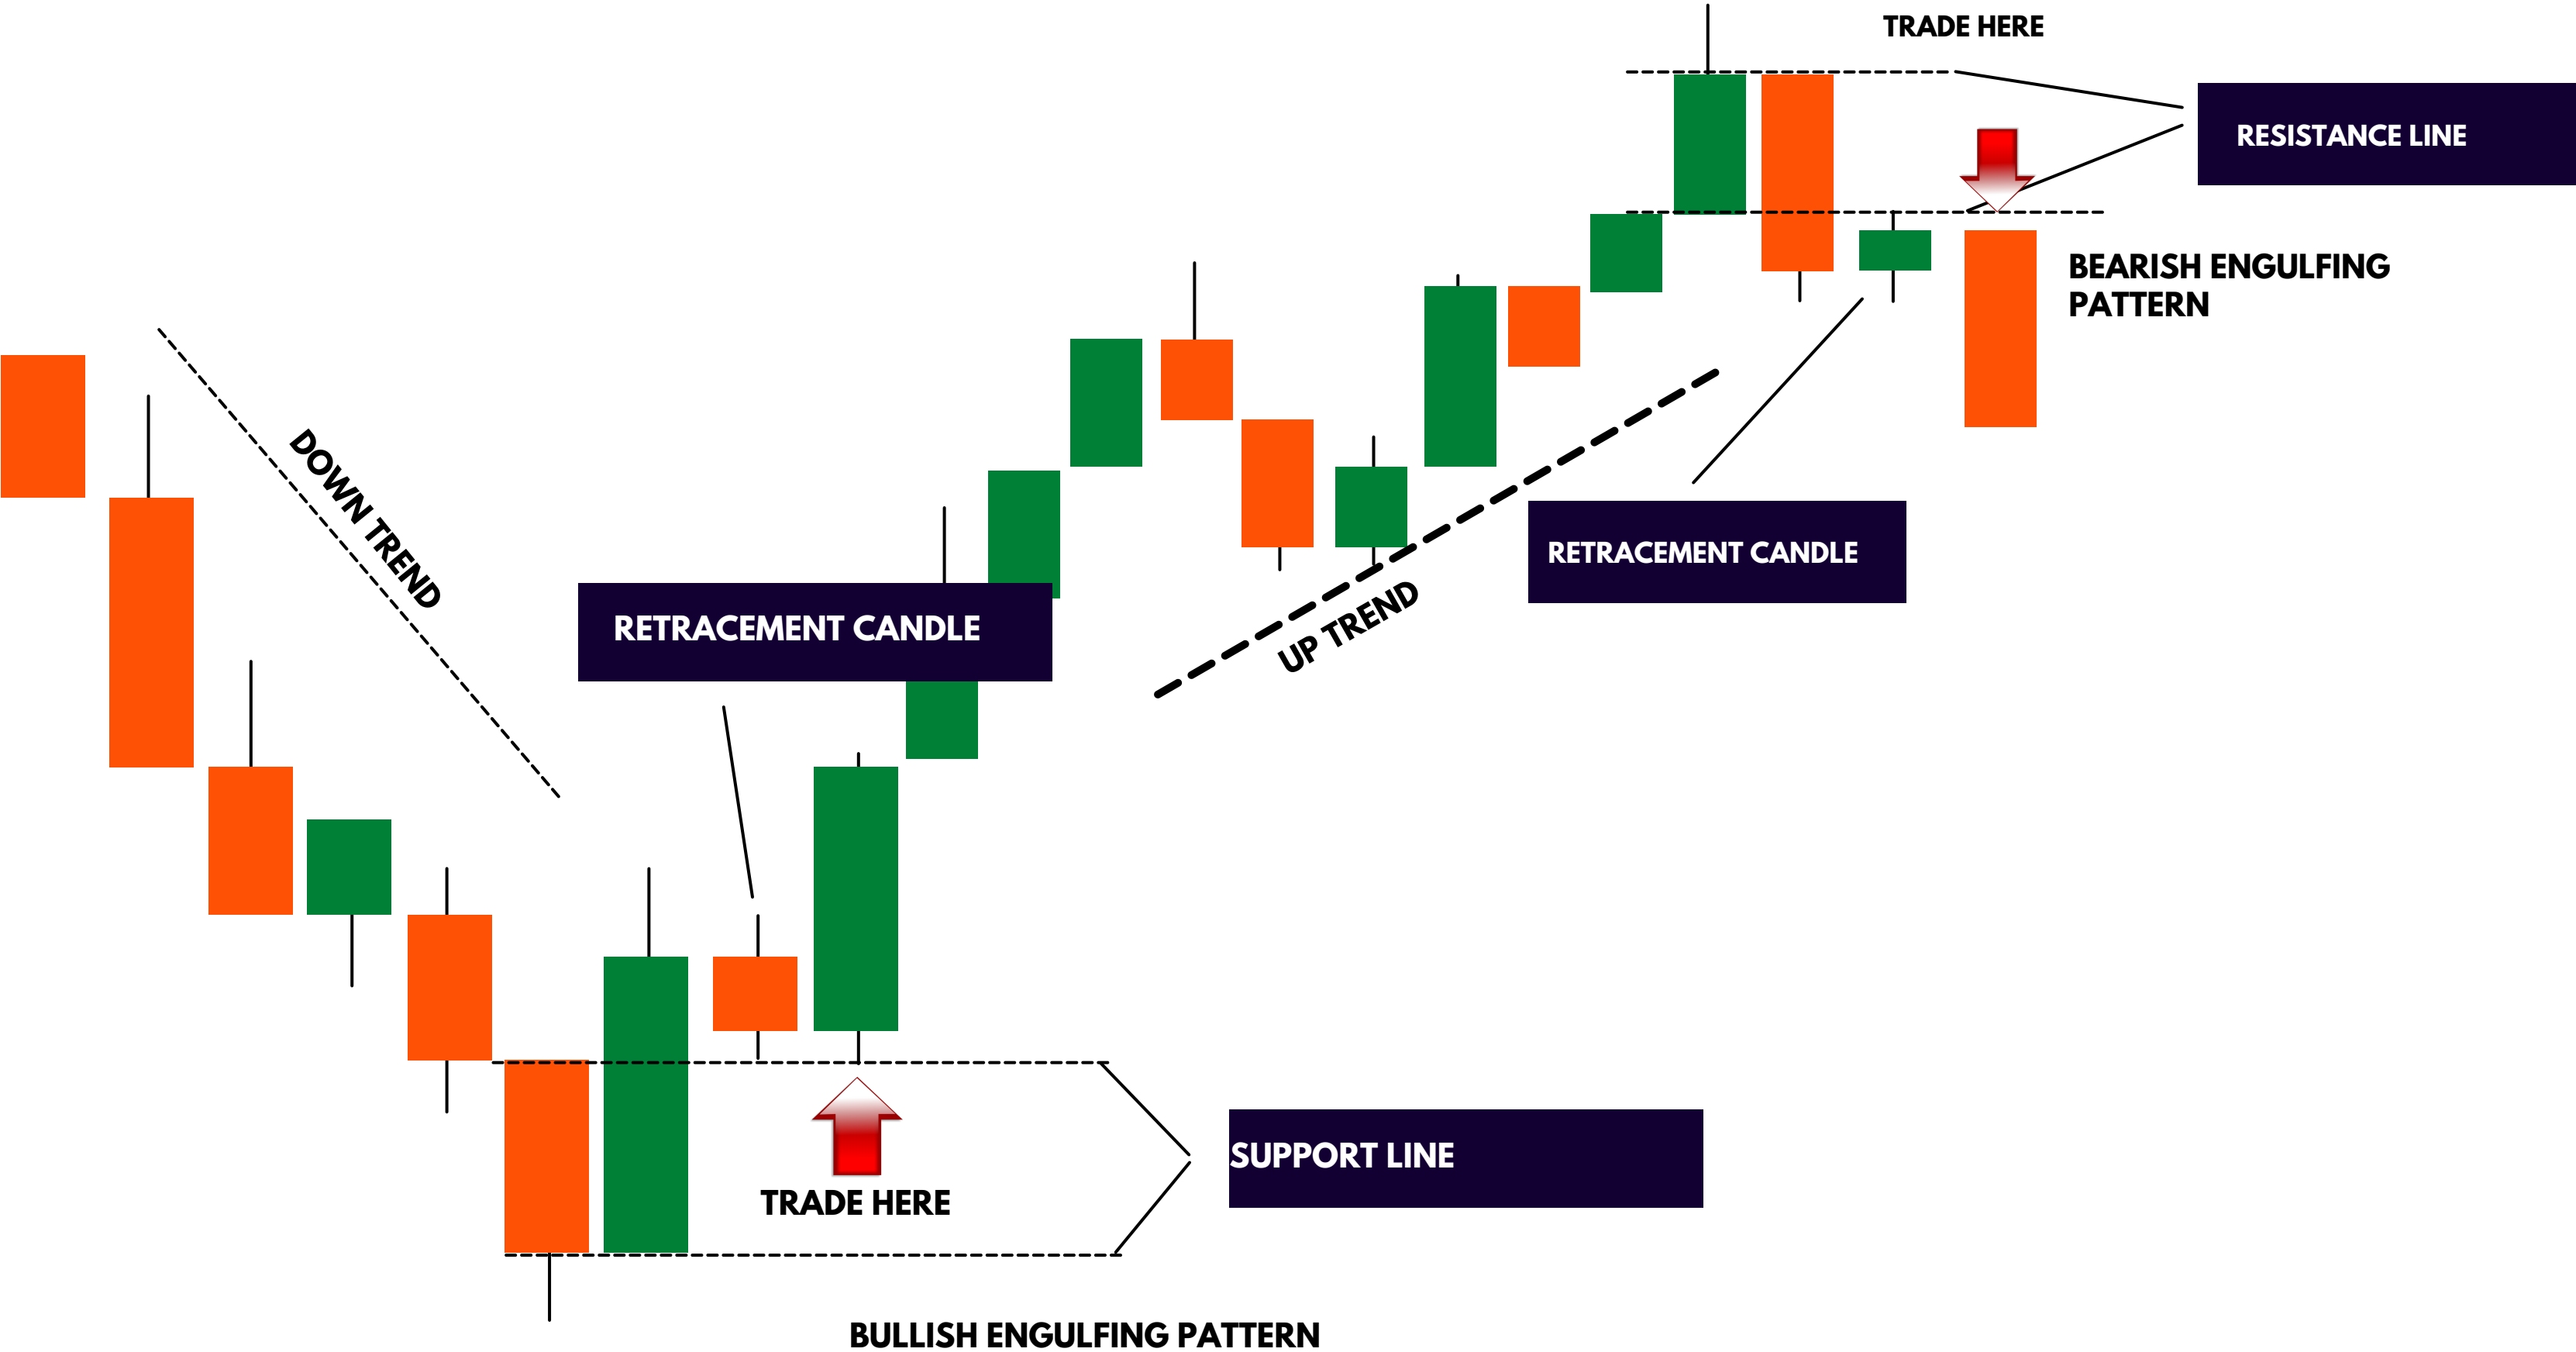 TRADE HERE
RESISTANCE LINE
BEARISH ENGULFING
PATTERN
DOWN TREND
RETRACEMENT CANDLE
RETRACEMENT CANDLE
UP TREND
SUPPORT LINE
TRADE HERE
BULLISH ENGULFING PATTERN